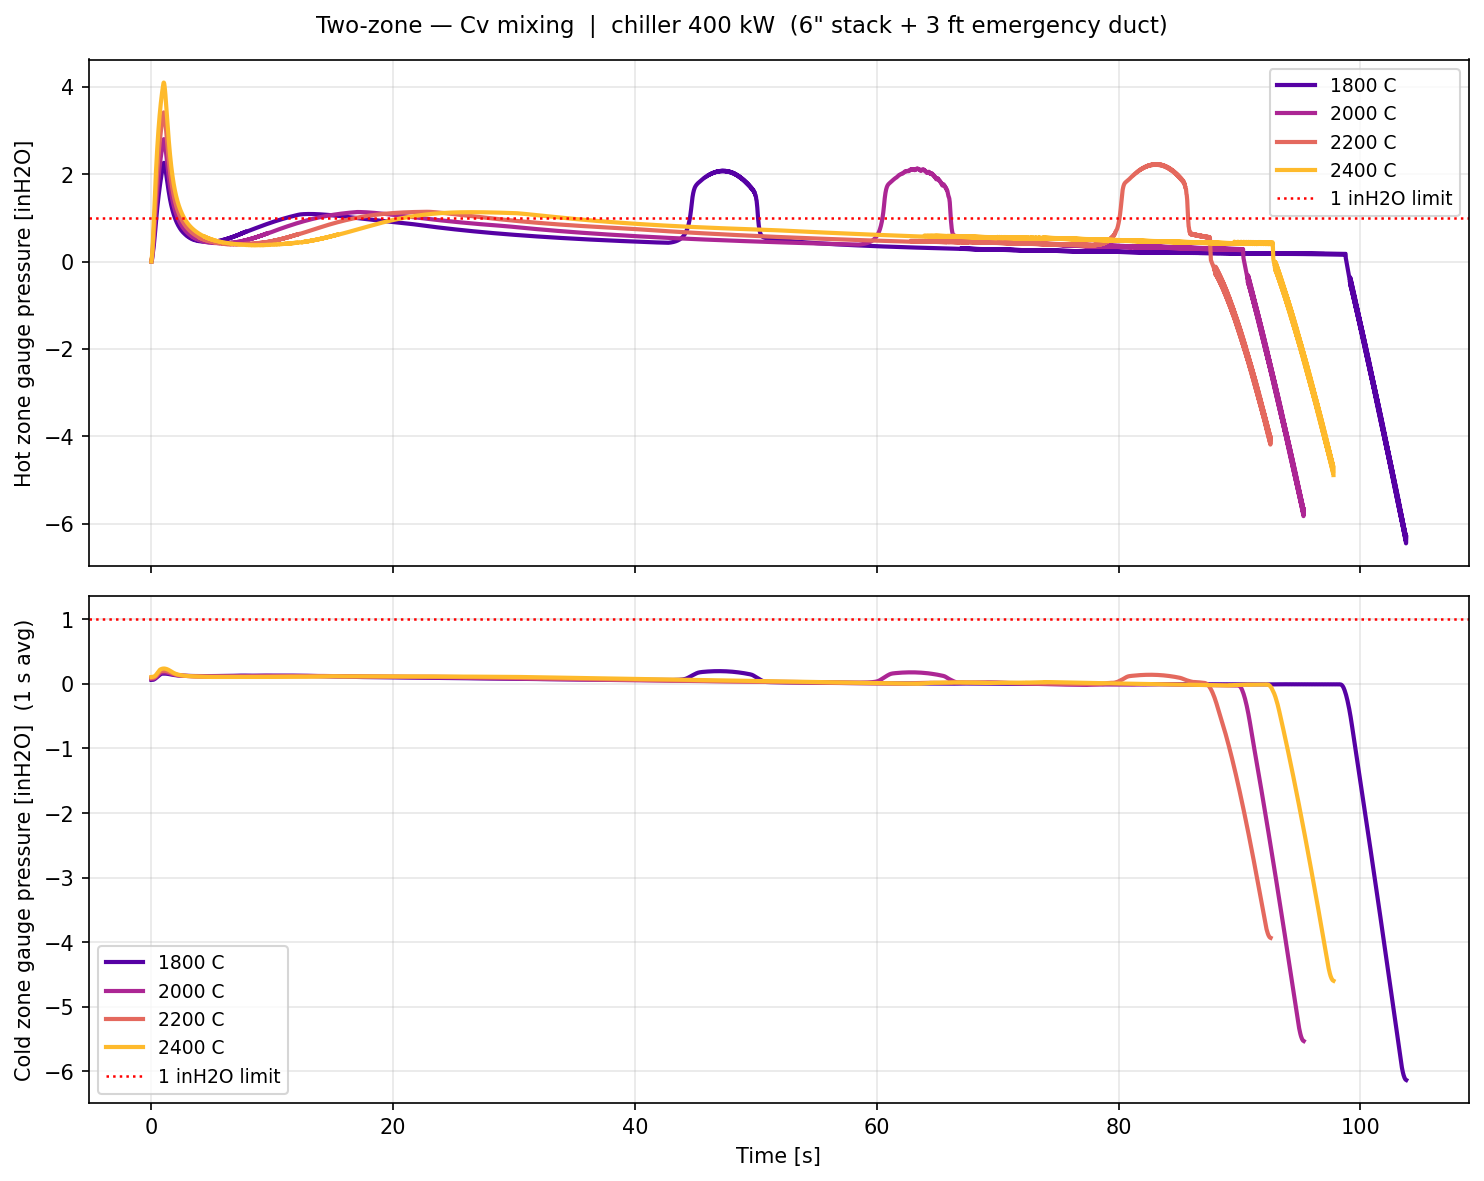 Two-zone — Cv mixing  |  chiller 400 kW  (6" stack + 3 ft emergency duct)
Hot zone gauge pressure [inH2O]
4
2
0
−2
−4
−6
1800 C
2000 C
2200 C
2400 C
1 inH2O limit
Cold zone gauge pressure [inH2O]  (1 s avg)
1
0
−1
−2
−3
−4
−5
−6
1800 C
2000 C
2200 C
2400 C
1 inH2O limit
0
20
40
60
80
100
Time [s]